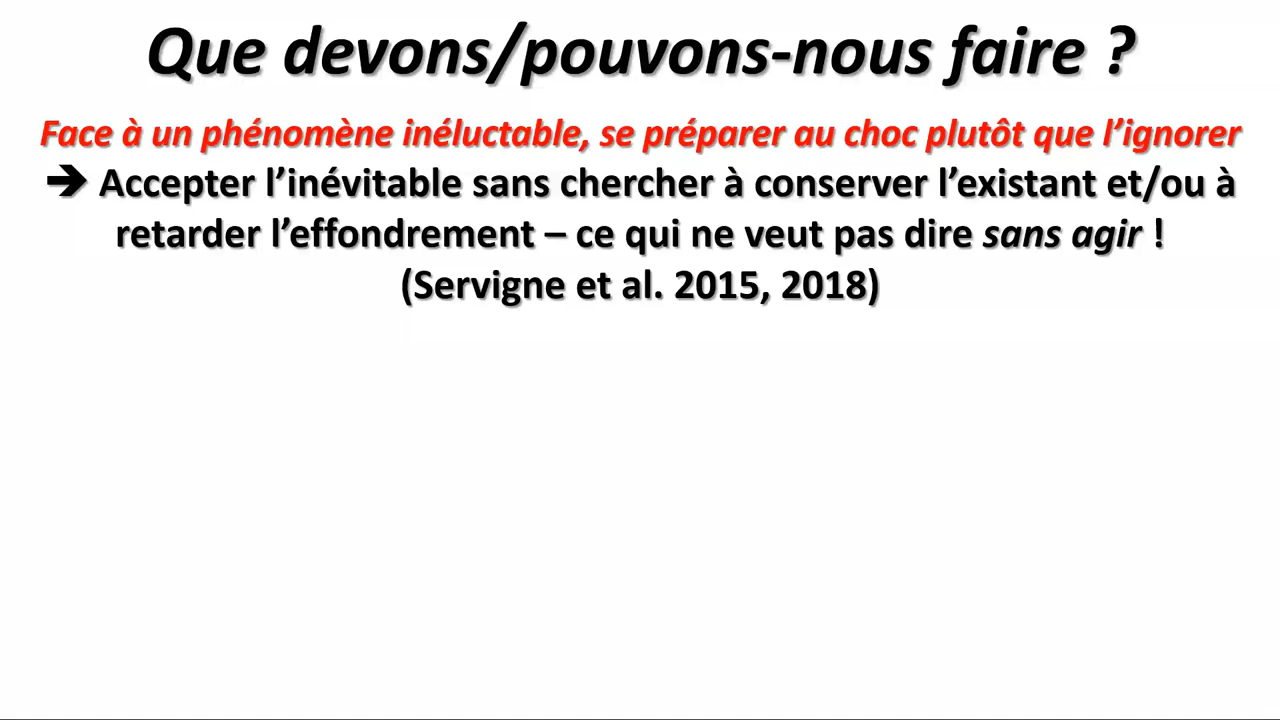 Que devons/pouvons-nous faire ?
Face à un phénomène inéluctable, se préparer au choc plutôt que l’ignorer
➔ Accepter l’inévitable sans chercher à conserver l’existant et/ou à
retarder l’effondrement – ce qui ne veut pas dire sans agir !
(Servigne et al. 2015, 2018)